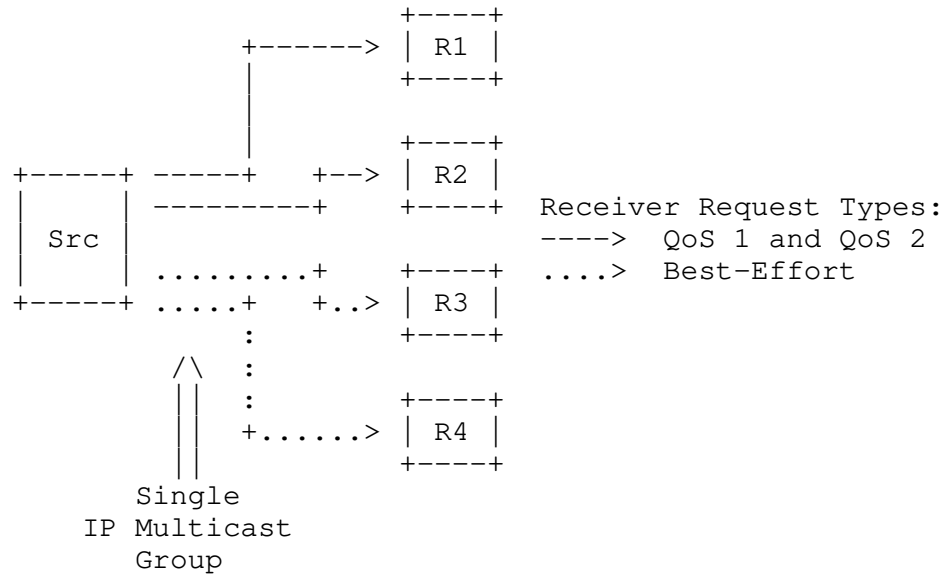 R1
R2
Receiver Request Types:
Src
----> QoS 1 and QoS 2
....> Best-Effort
R3
R4
Single
IP Multicast
Group